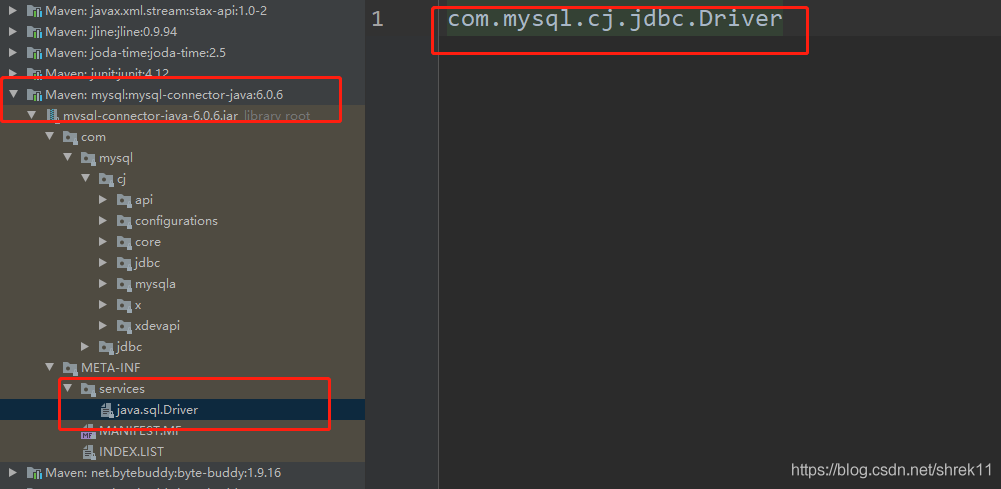 Maven: javax.xml.stream:stax-api:1.0-2
Maven: jline:jline:0.9.94
Maven: joda-time:joda-time:2.5
Maven: junit:junit:4.12
Maven: mysql:mysql-connector-java:6.0.6
mysql-connector-java-6.0.6.jar library root
com
mysql
cj
api
configurations
core
jdbc
mysqla
x
xdevapi
jdbc
META-INF
services
java.sql.Driver
MANIFEST.MF
INDEX.LIST
Maven: net.bytebuddy:byte-buddy:1.9.16
1 com.mysql.cj.jdbc.Driver
https://blog.csdn.net/shrek11